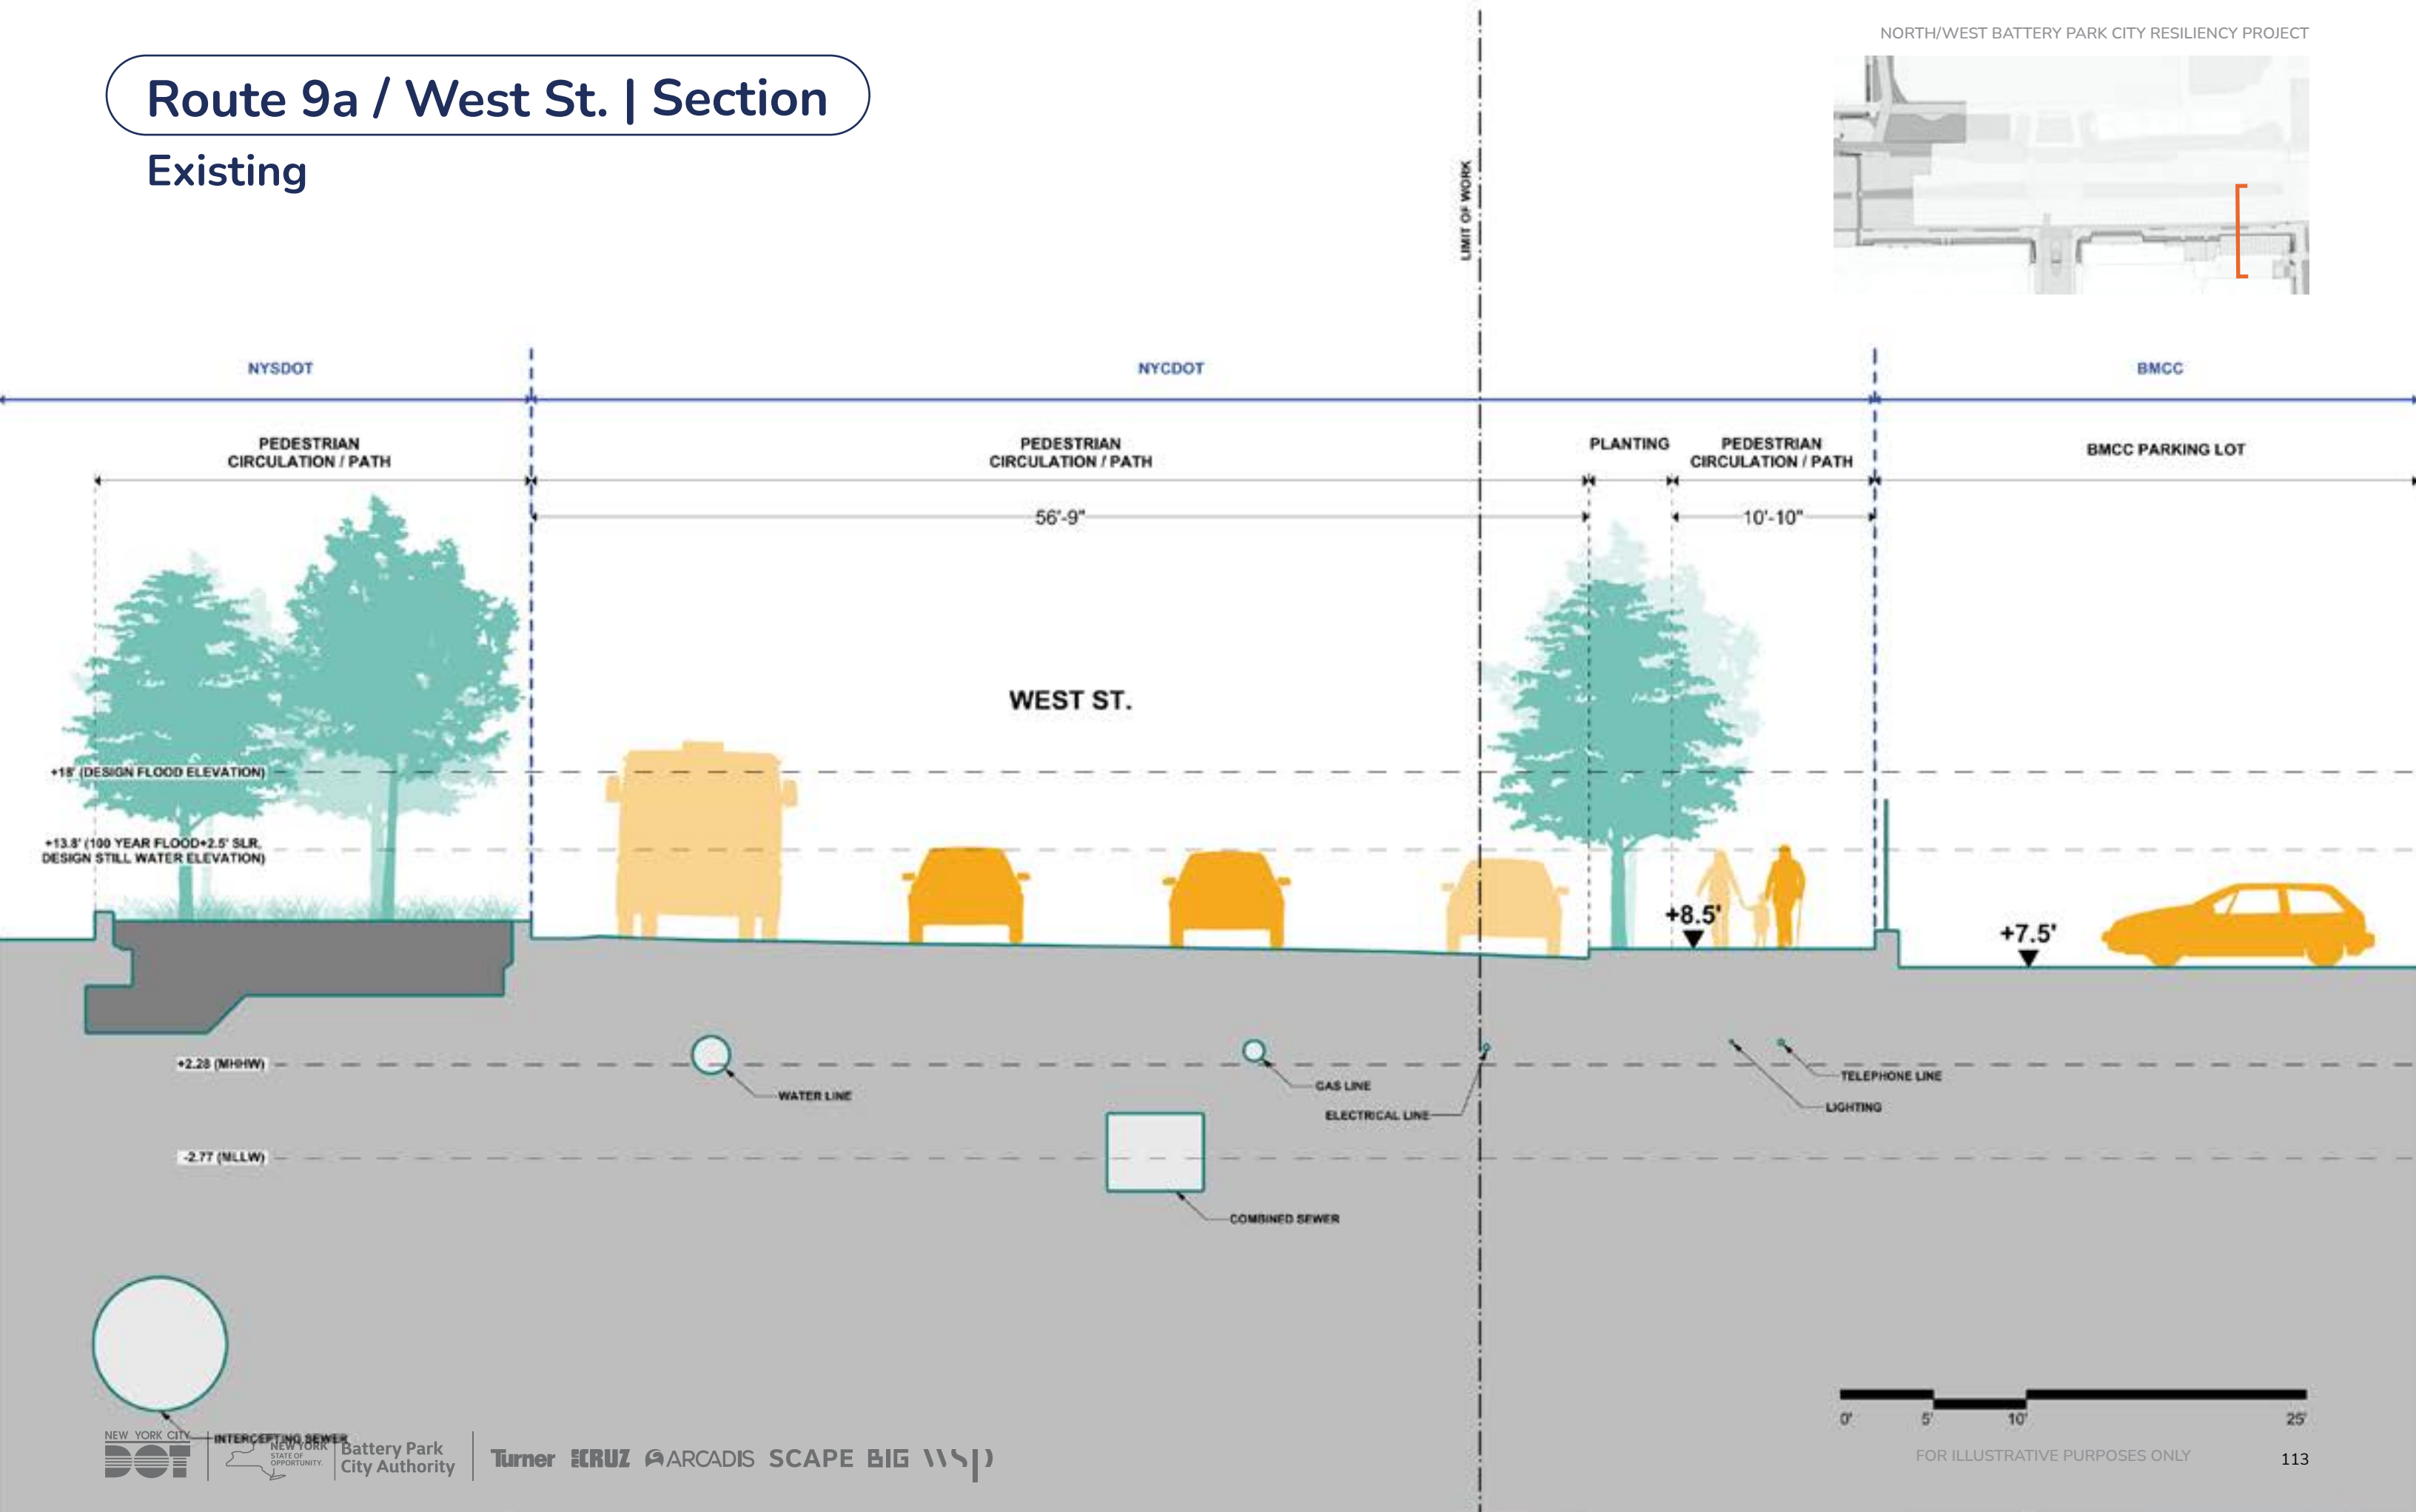 NORTH/WEST BATTERY PARK CITY RESILIENCY PROJECT
Route 9a / West St. | Section
Existing
LIMIT OF WORK
NYSDOT
NYCDOT
BMCC
PEDESTRIAN
CIRCULATION / PATH
PEDESTRIAN
CIRCULATION / PATH
PLANTING
PEDESTRIAN
CIRCULATION / PATH
BMCC PARKING LOT
56'-9"
10'-10"
WEST ST.
+18' (DESIGN FLOOD ELEVATION)
+13.8' (100 YEAR FLOOD+2.5' SLR,
DESIGN STILL WATER ELEVATION)
+8.5'
+7.5'
+2.28 (MHHW)
WATER LINE
GAS LINE
ELECTRICAL LINE
TELEPHONE LINE
LIGHTING
-2.77 (MLLW)
COMBINED SEWER
INTERCEPTING SEWER
0'
5'
10'
25'
NEW YORK CITY
DOT
NEW YORK
STATE OF
OPPORTUNITY.
Battery Park
City Authority
Turner
CRUZ
ARCADIS
SCAPE
BIG
WSP
FOR ILLUSTRATIVE PURPOSES ONLY
113